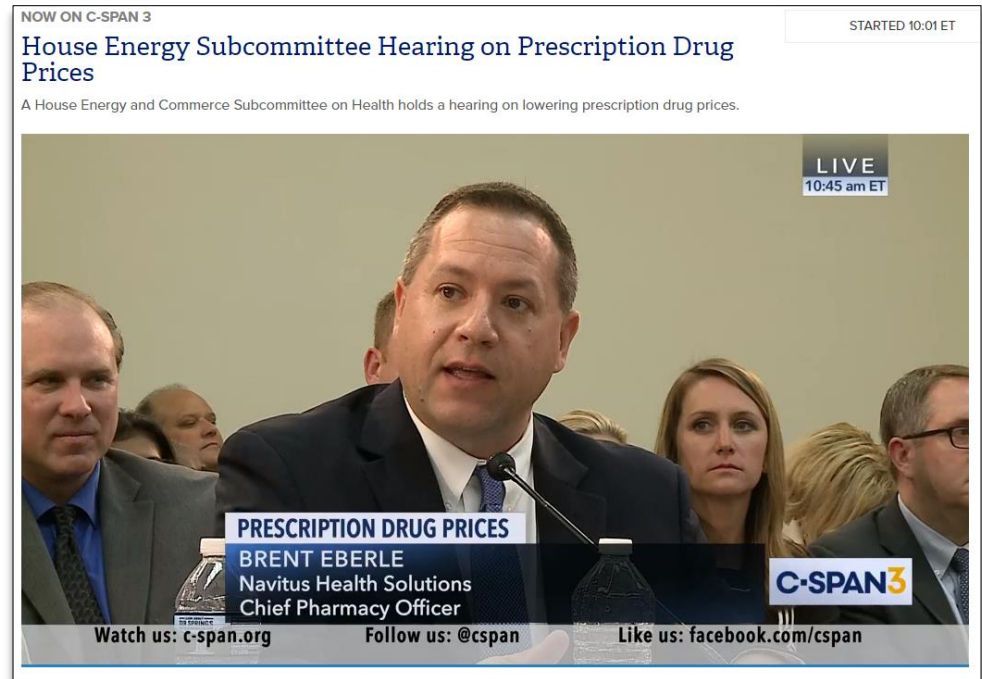 NOW ON C-SPAN 3
STARTED 10:01 ET
House Energy Subcommittee Hearing on Prescription Drug
Prices
A House Energy and Commerce Subcommittee on Health holds a hearing on lowering prescription drug prices.
LIVE
10:45 am ET
PRESCRIPTION DRUG PRICES
BRENT EBERLE
Navitus Health Solutions
Chief Pharmacy Officer
C-SPAN3
Watch us: c-span.org Follow us: @cspan Like us: facebook.com/cspan